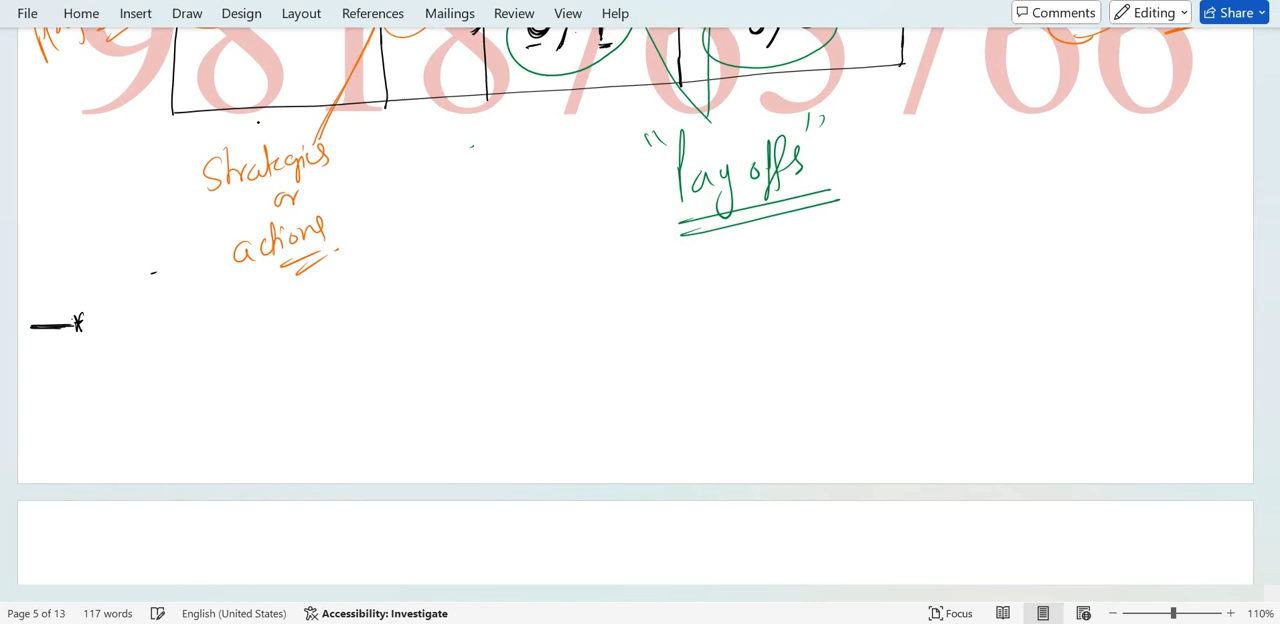 File Home Insert Draw Design Layout References Mailings Review View Help Comments Editing Share
Strategies
or
actions
"Pay offs"
*
Page 5 of 13 117 words English (United States) Accessibility: Investigate Focus 110%